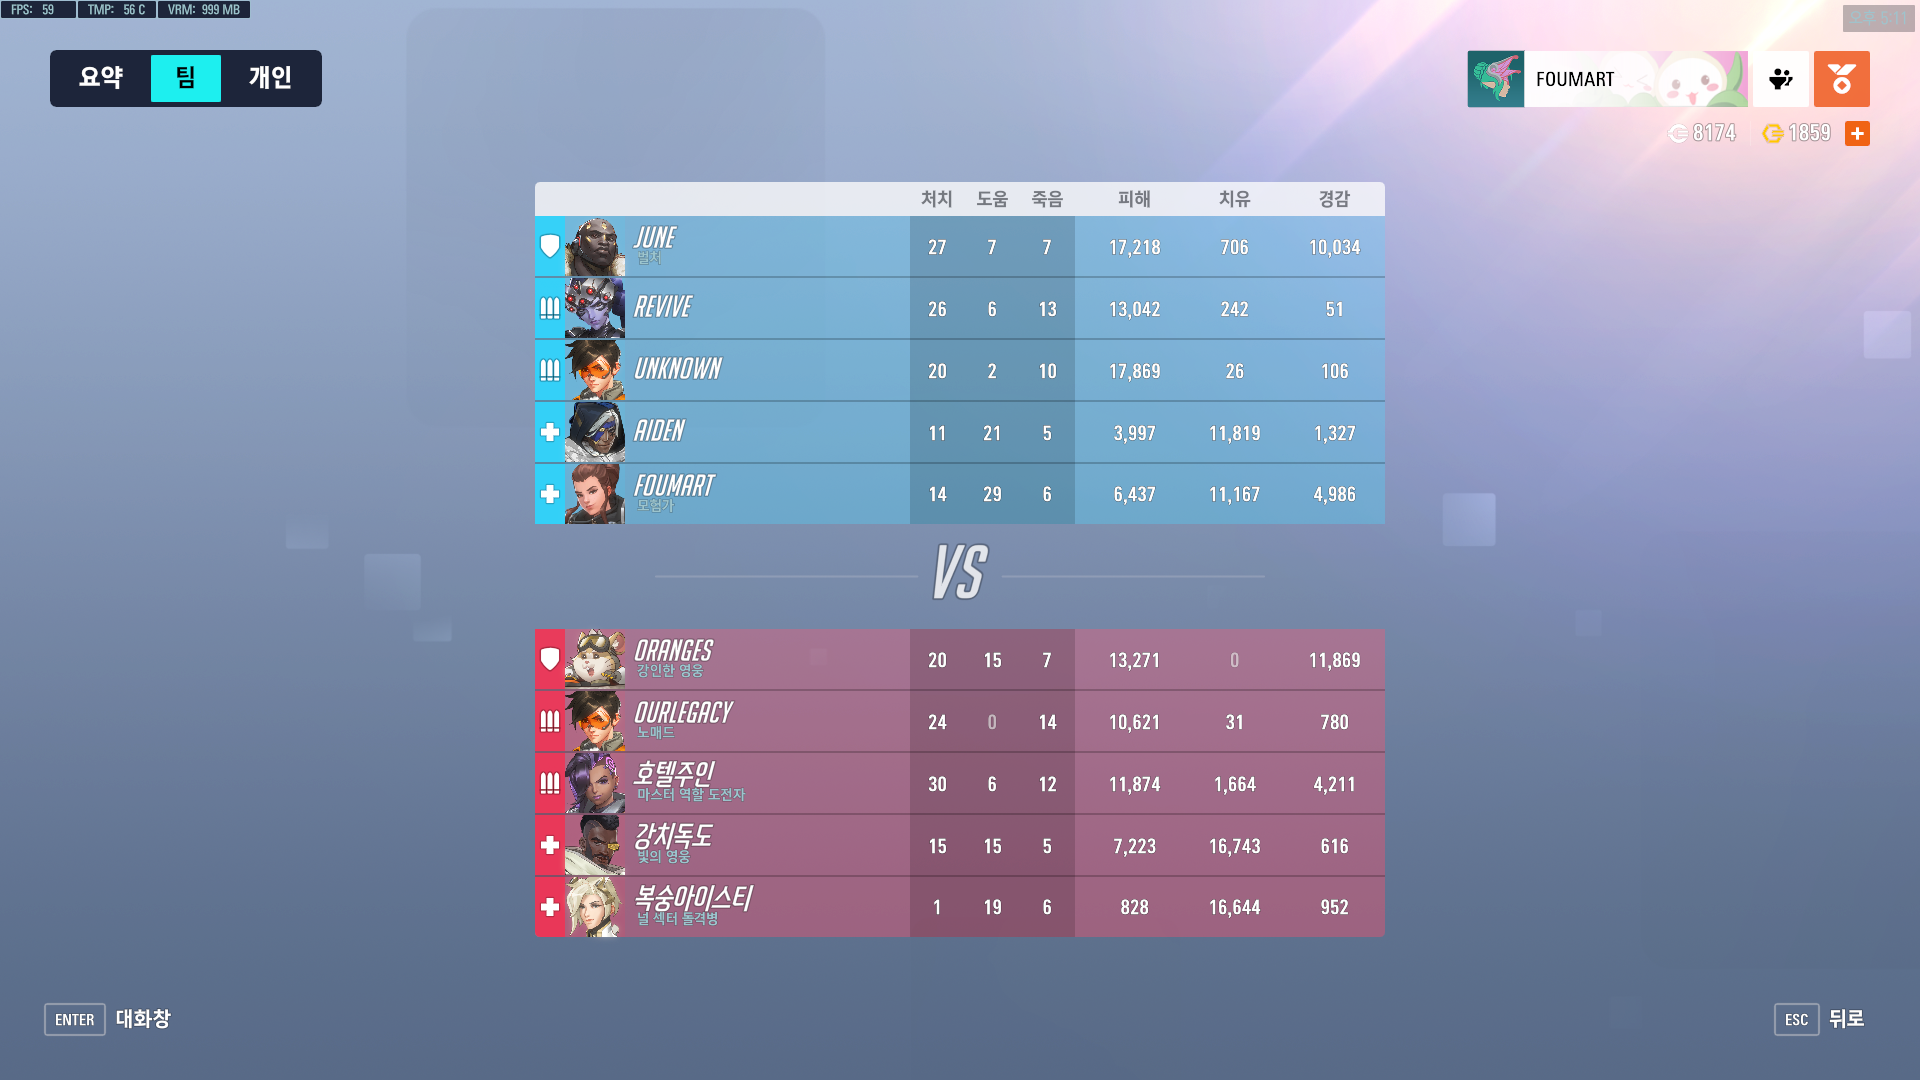 FPS: 59 TMP: 56 C VRM: 999 MB
오후 5:11
요약 팀 개인
FOUMART
8174 1859 +
처치 도움 죽음 피해 치유 경감
JUNE
벌처
27 7 7 17,218 706 10,034
REVIVE
26 6 13 13,042 242 51
UNKNOWN
20 2 10 17,869 26 106
AIDEN
11 21 5 3,997 11,819 1,327
FOUMART
모험가
14 29 6 6,437 11,167 4,986
VS
ORANGES
강인한 영웅
20 15 7 13,271 0 11,869
OURLEGACY
노매드
24 0 14 10,621 31 780
호텔주인
마스터 역할 도전자
30 6 12 11,874 1,664 4,211
강치독도
빛의 영웅
15 15 5 7,223 16,743 616
복숭아이스티
널 섹터 돌격병
1 19 6 828 16,644 952
ENTER 대화창
ESC 뒤로